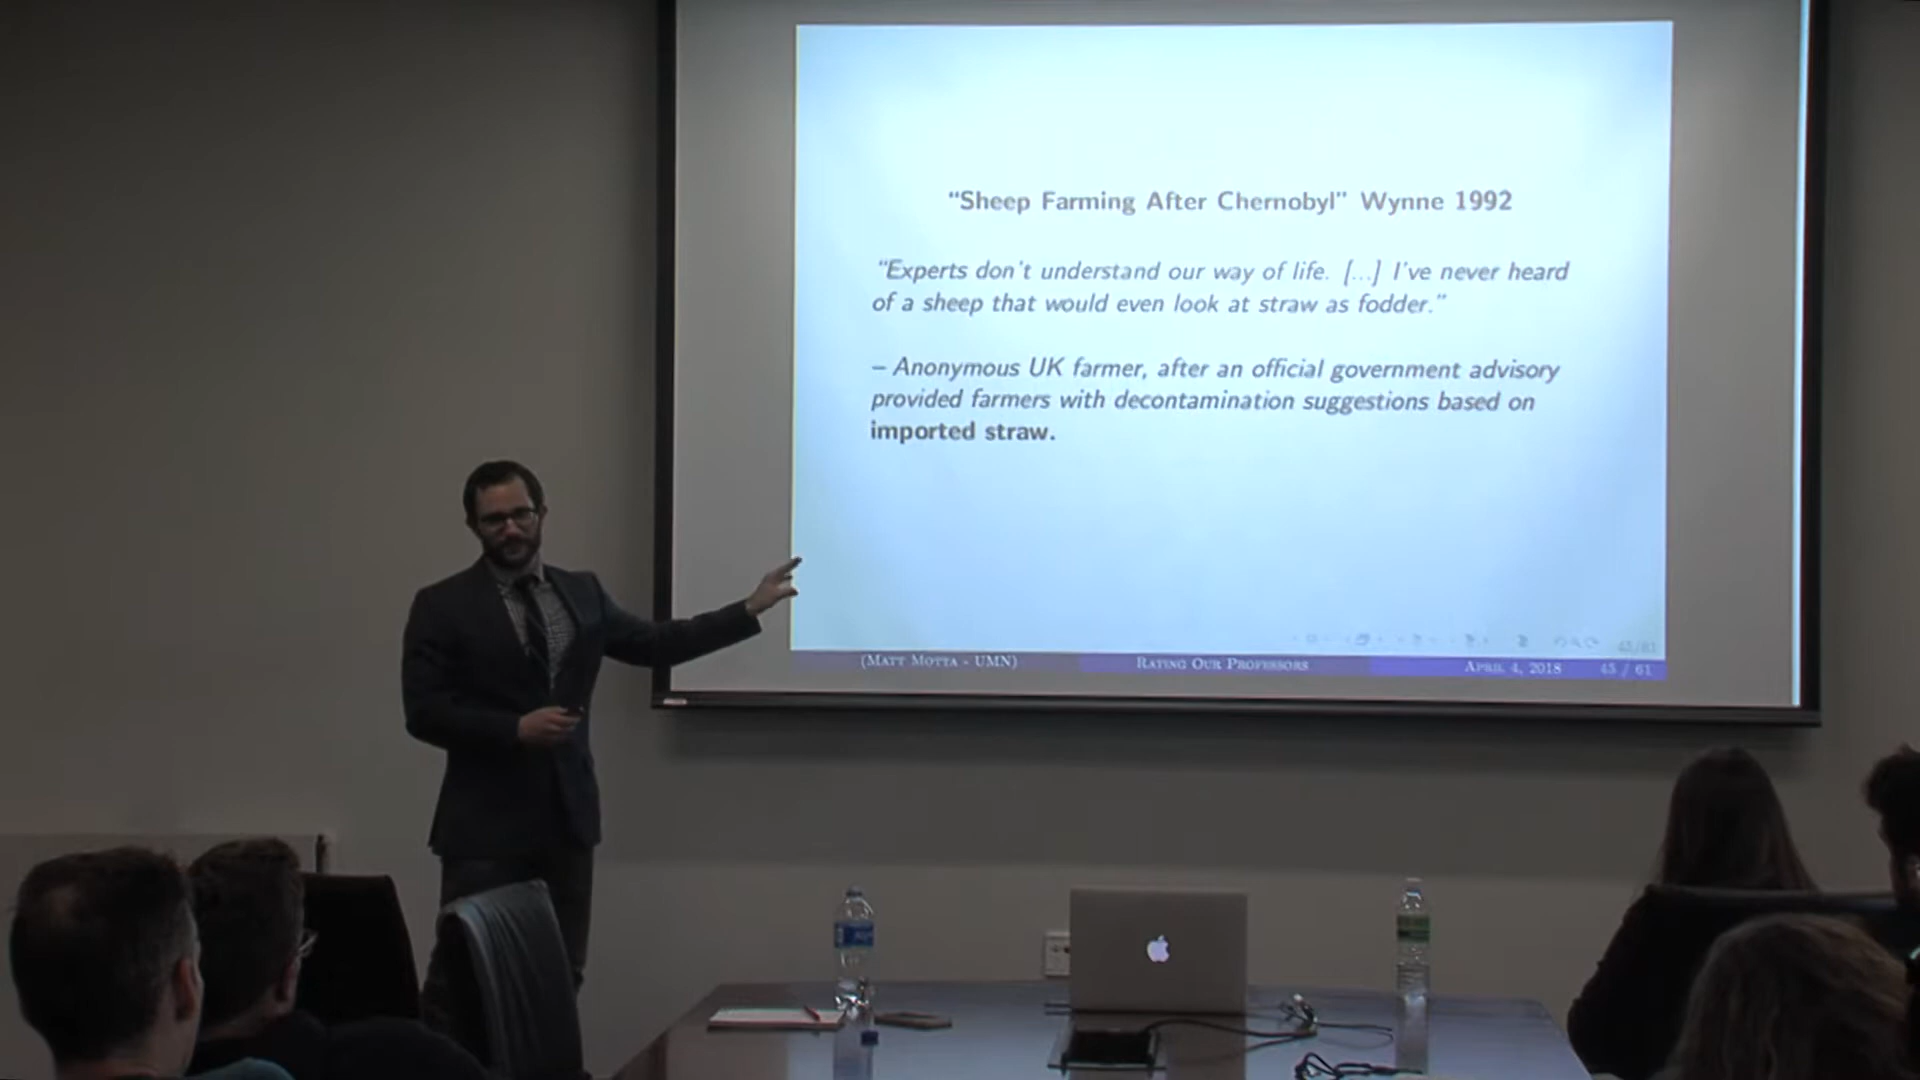 “Sheep Farming After Chernobyl” Wynne 1992
“Experts don't understand our way of life. [...] I've never heard
of a sheep that would even look at straw as fodder.”
– Anonymous UK farmer, after an official government advisory
provided farmers with decontamination suggestions based on
imported straw.
(Matt Motta - UMN) Rating Our Professors April 4, 2018 45 / 61